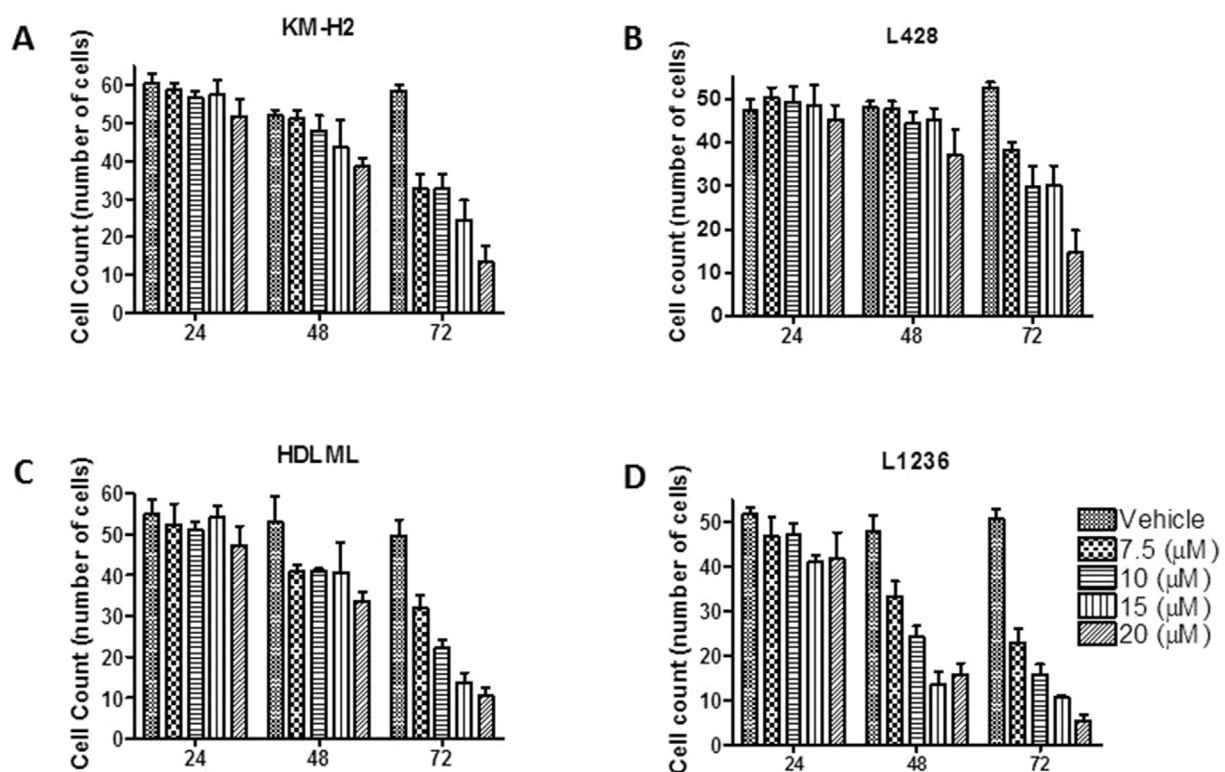 A
KM-H2
Cell Count (number of cells)
60
50
40
30
20
10
0
24 48 72
B
L428
Cell count (number of cells)
50
40
30
20
10
0
24 48 72
C
HDLML
Cell Count (number of cells)
60
50
40
30
20
10
0
24 48 72
D
L1236
Cell count (number of cells)
50
40
30
20
10
0
24 48 72
Vehicle
7.5 (μM)
10 (μM)
15 (μM)
20 (μM)